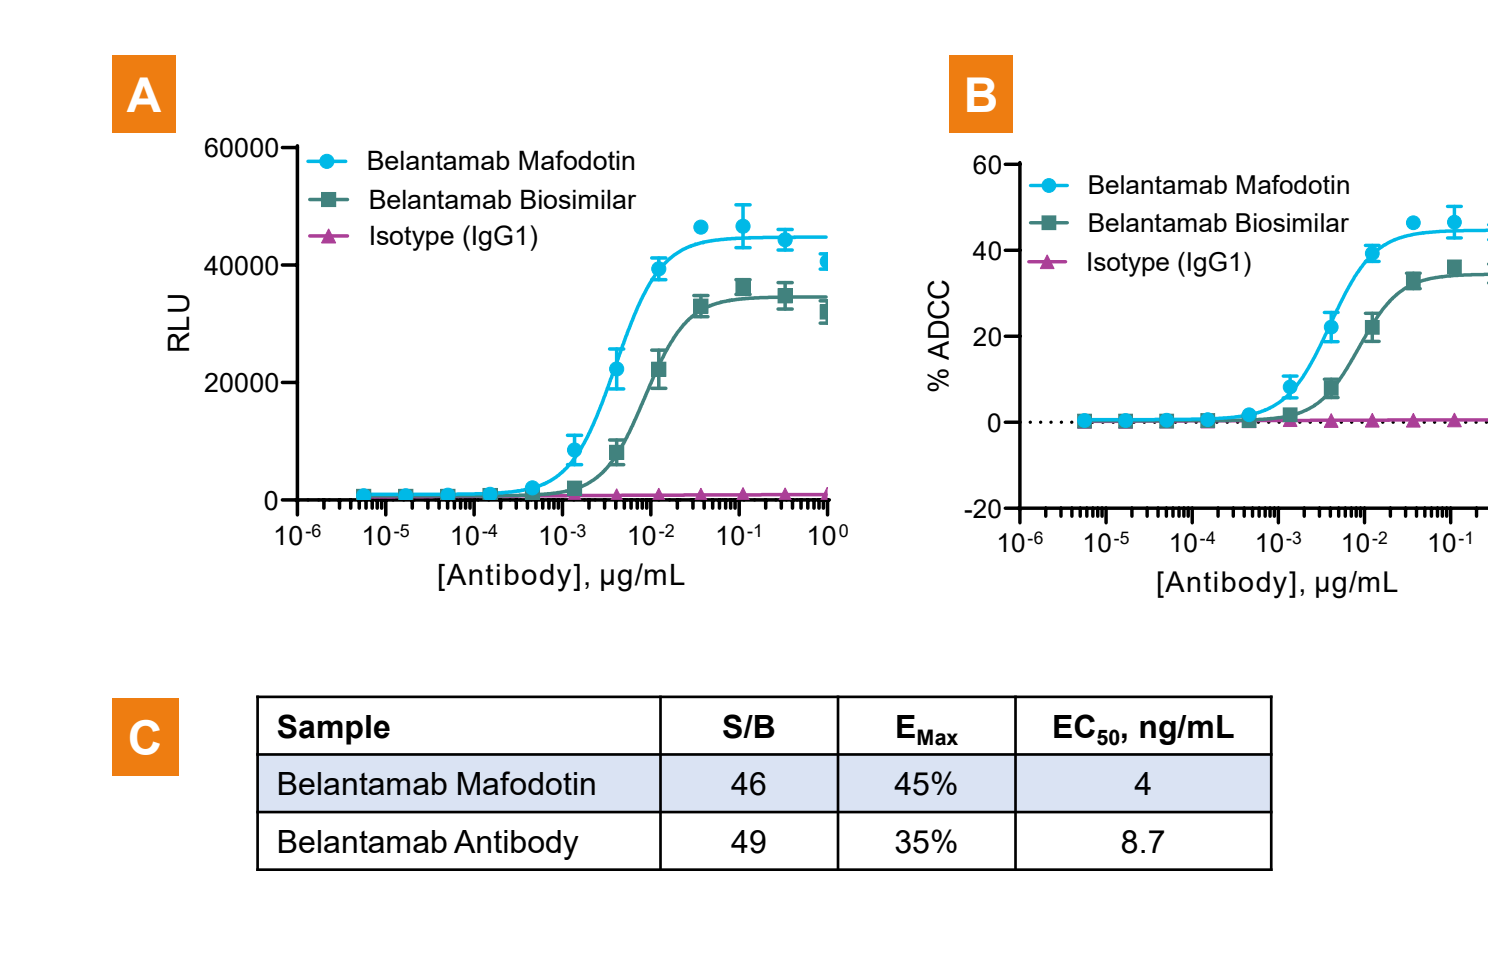 A
60000
40000
20000
0
RLU
Belantamab Mafodotin
Belantamab Biosimilar
Isotype (IgG1)
10-6 10-5 10-4 10-3 10-2 10-1 100
[Antibody], µg/mL
B
60
40
20
0
-20
% ADCC
Belantamab Mafodotin
Belantamab Biosimilar
Isotype (IgG1)
10-6 10-5 10-4 10-3 10-2 10-1
[Antibody], µg/mL
C
Sample S/B EMax EC50, ng/mL
Belantamab Mafodotin 46 45% 4
Belantamab Antibody 49 35% 8.7